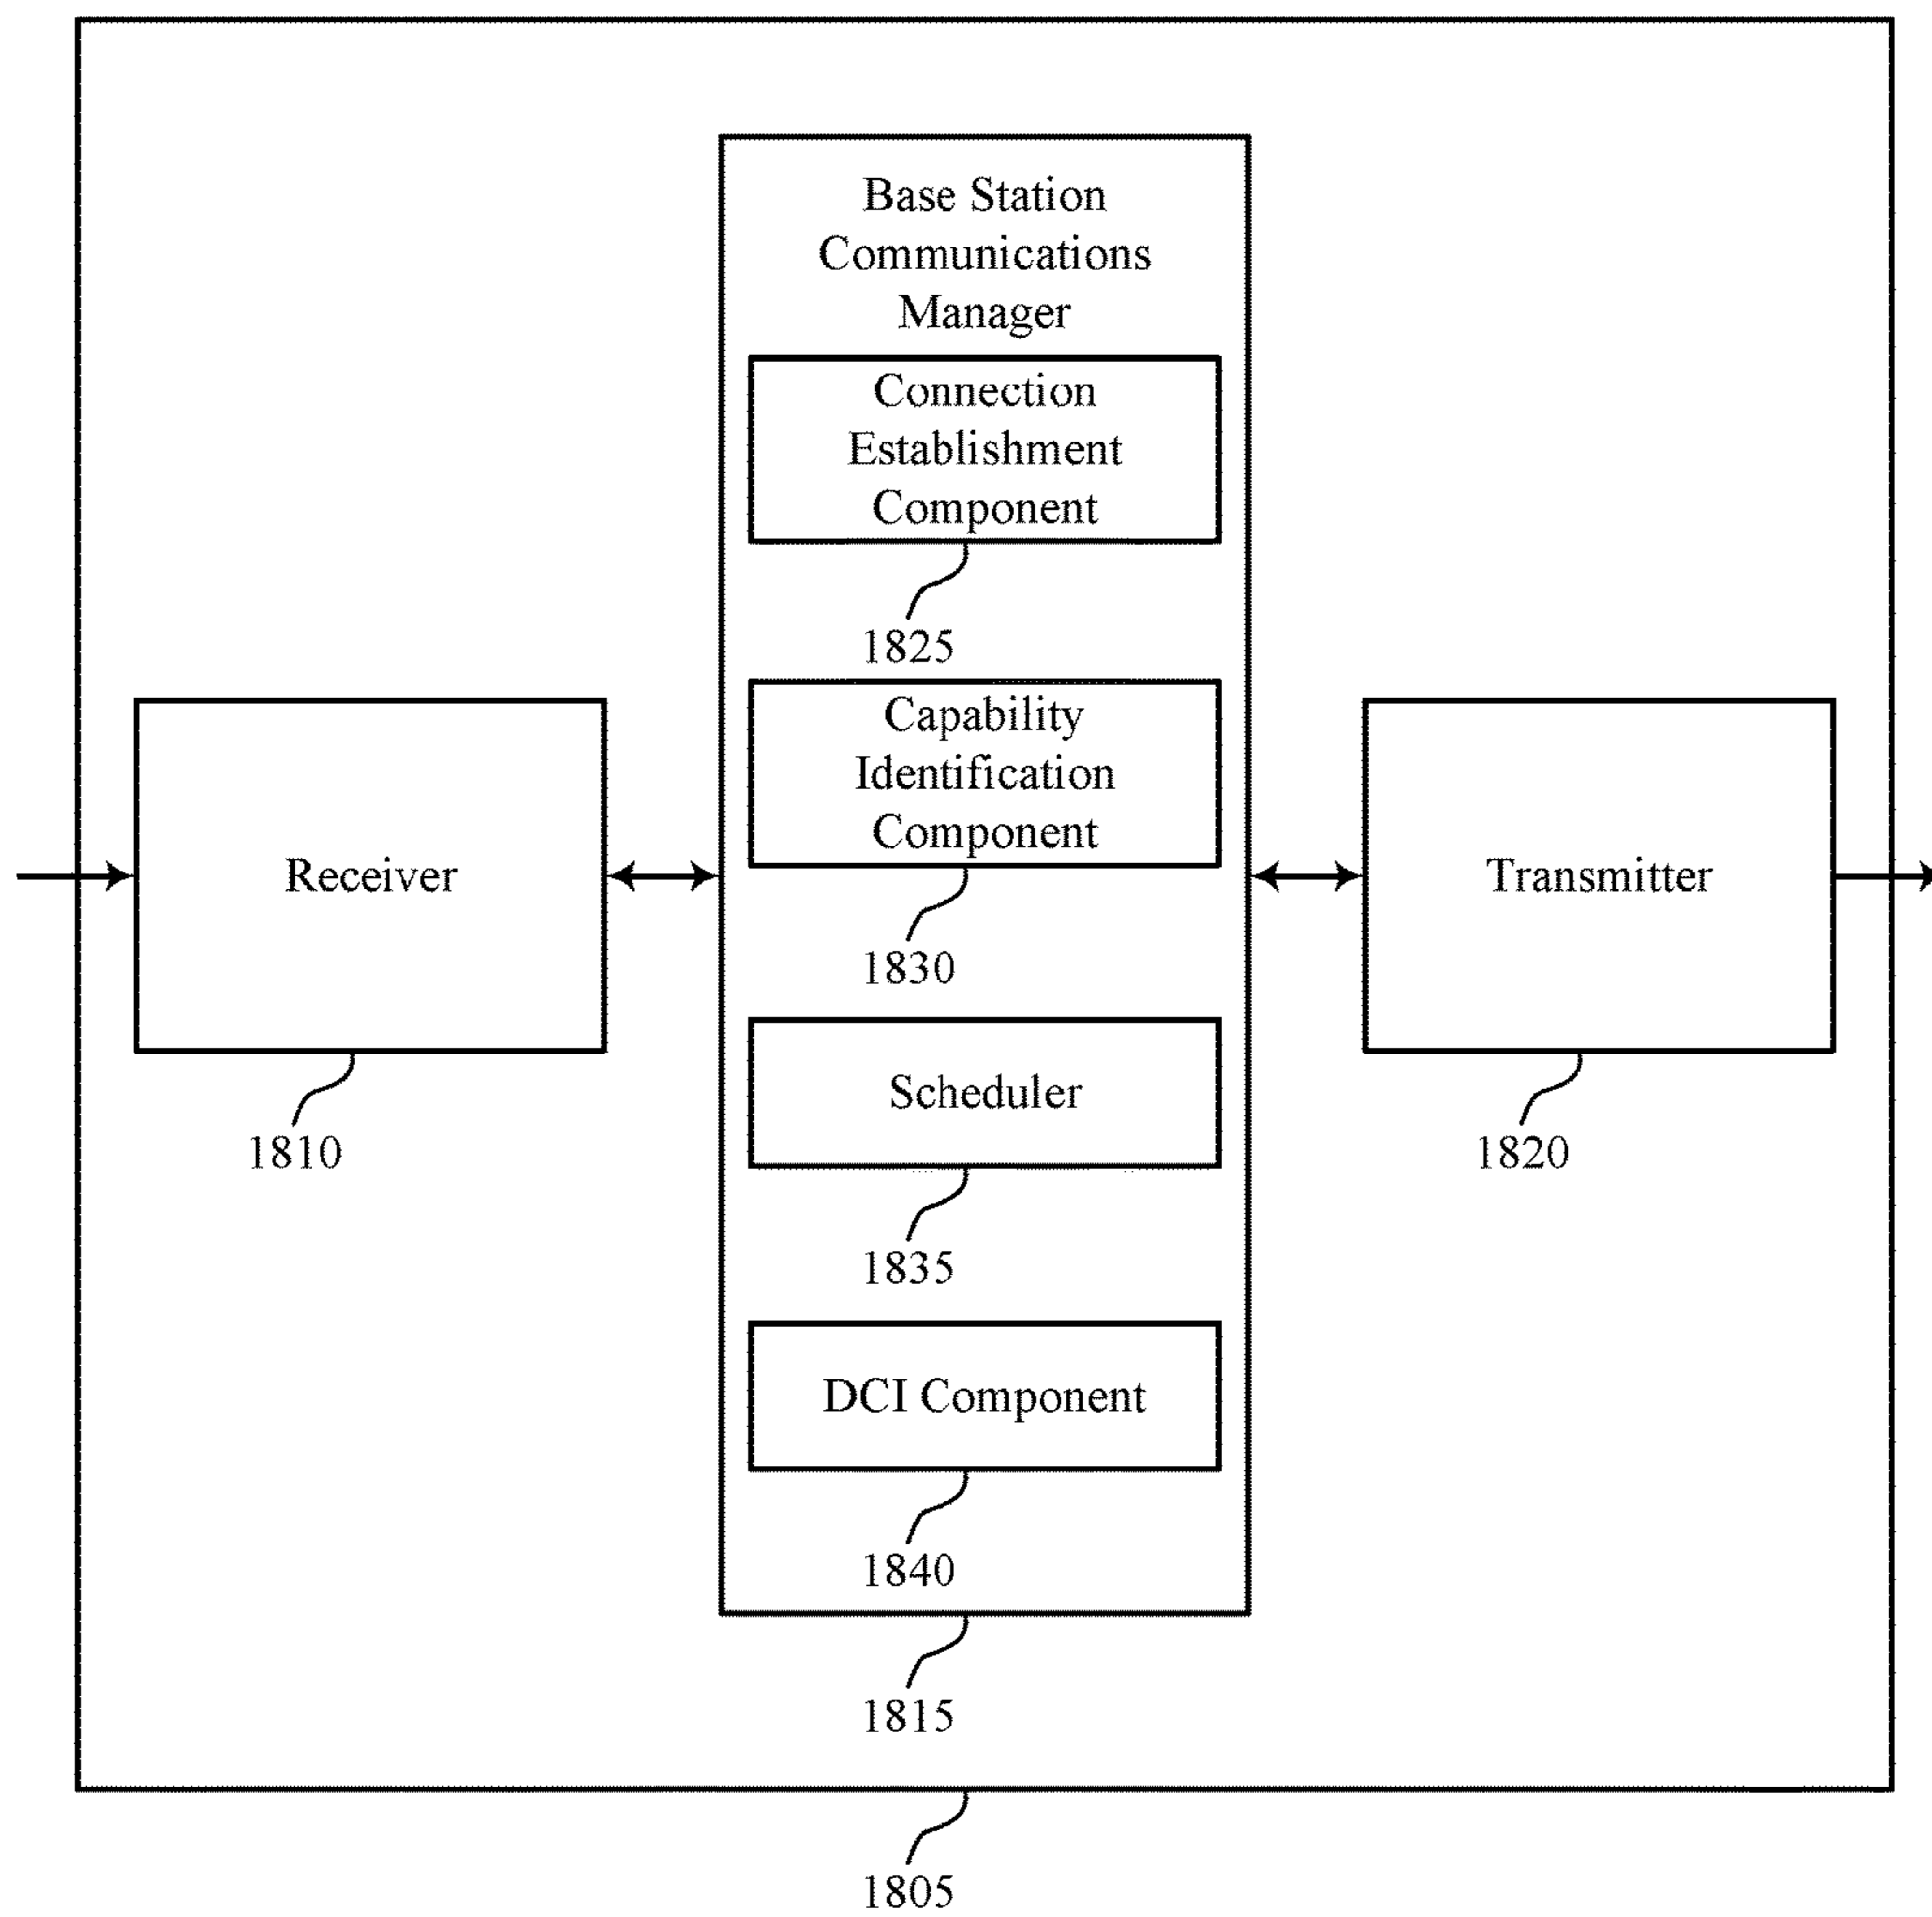 Base Station
Communications
Manager
Connection
Establishment
Component
1825
Capability
Identification
Component
1830
Receiver
1810
Transmitter
1820
Scheduler
1835
DCI Component
1840
1815
1805